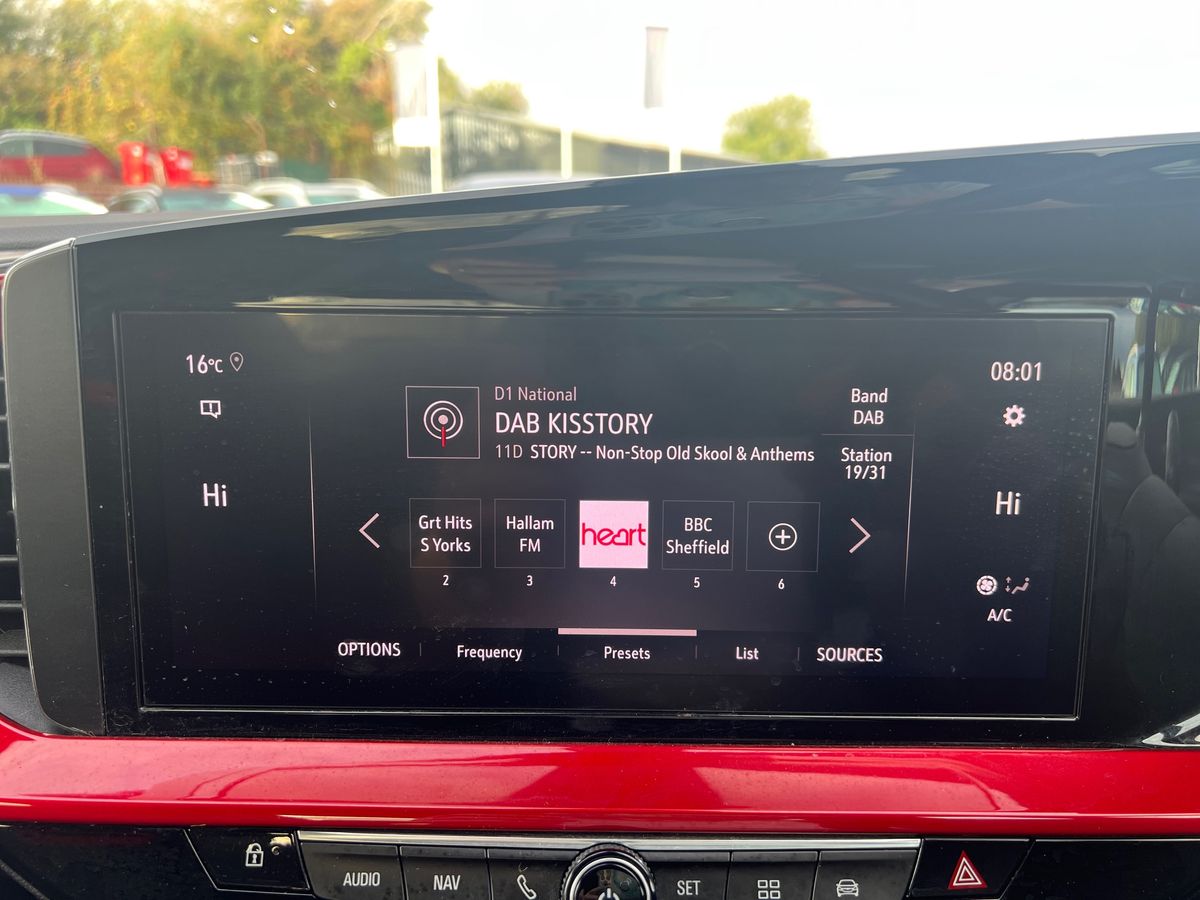 16°C
08:01
D1 National
DAB KISSTORY
11D STORY -- Non-Stop Old Skool & Anthems
Band
DAB
Station
19/31
Hi
Hi
Grt Hits
S Yorks
2
Hallam
FM
3
heart
4
BBC
Sheffield
5
6
A/C
OPTIONS
Frequency
Presets
List
SOURCES
AUDIO
NAV
SET